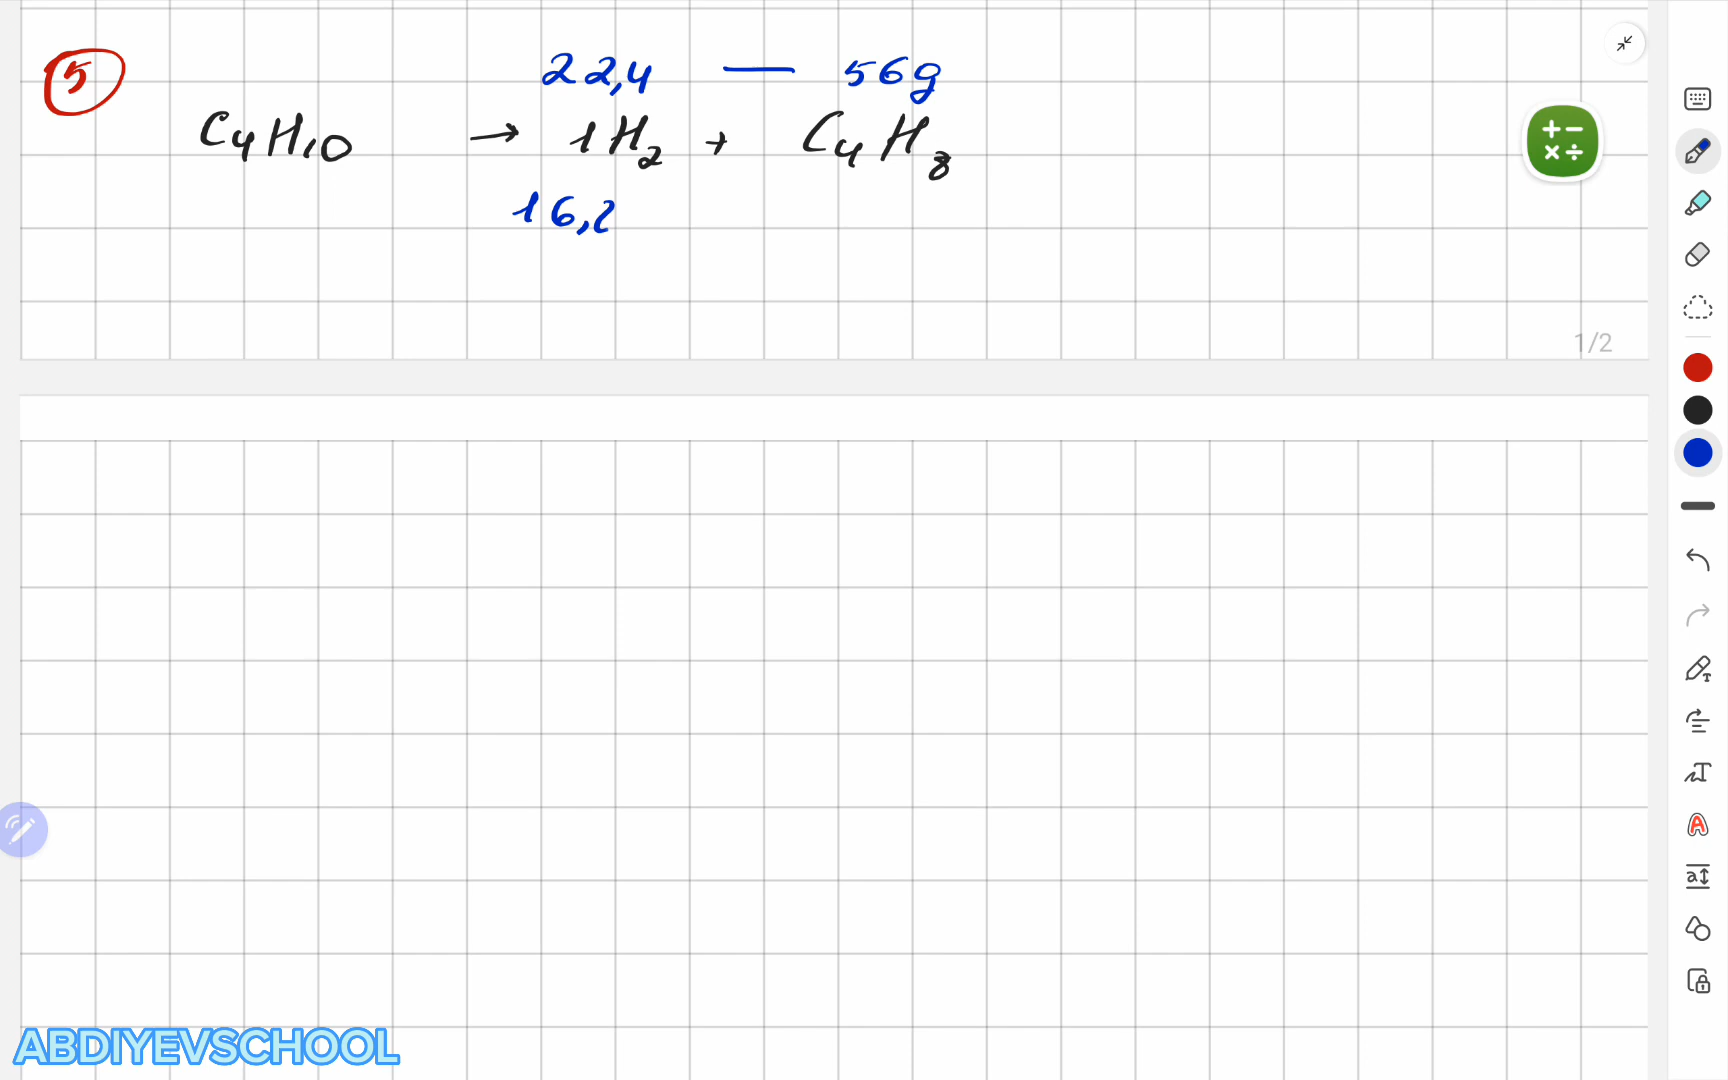 5
22,4 — 56g
C₄H₁₀ → 1H₂ + C₄H₈
16,2
1/2
ABDIYEVSCHOOL